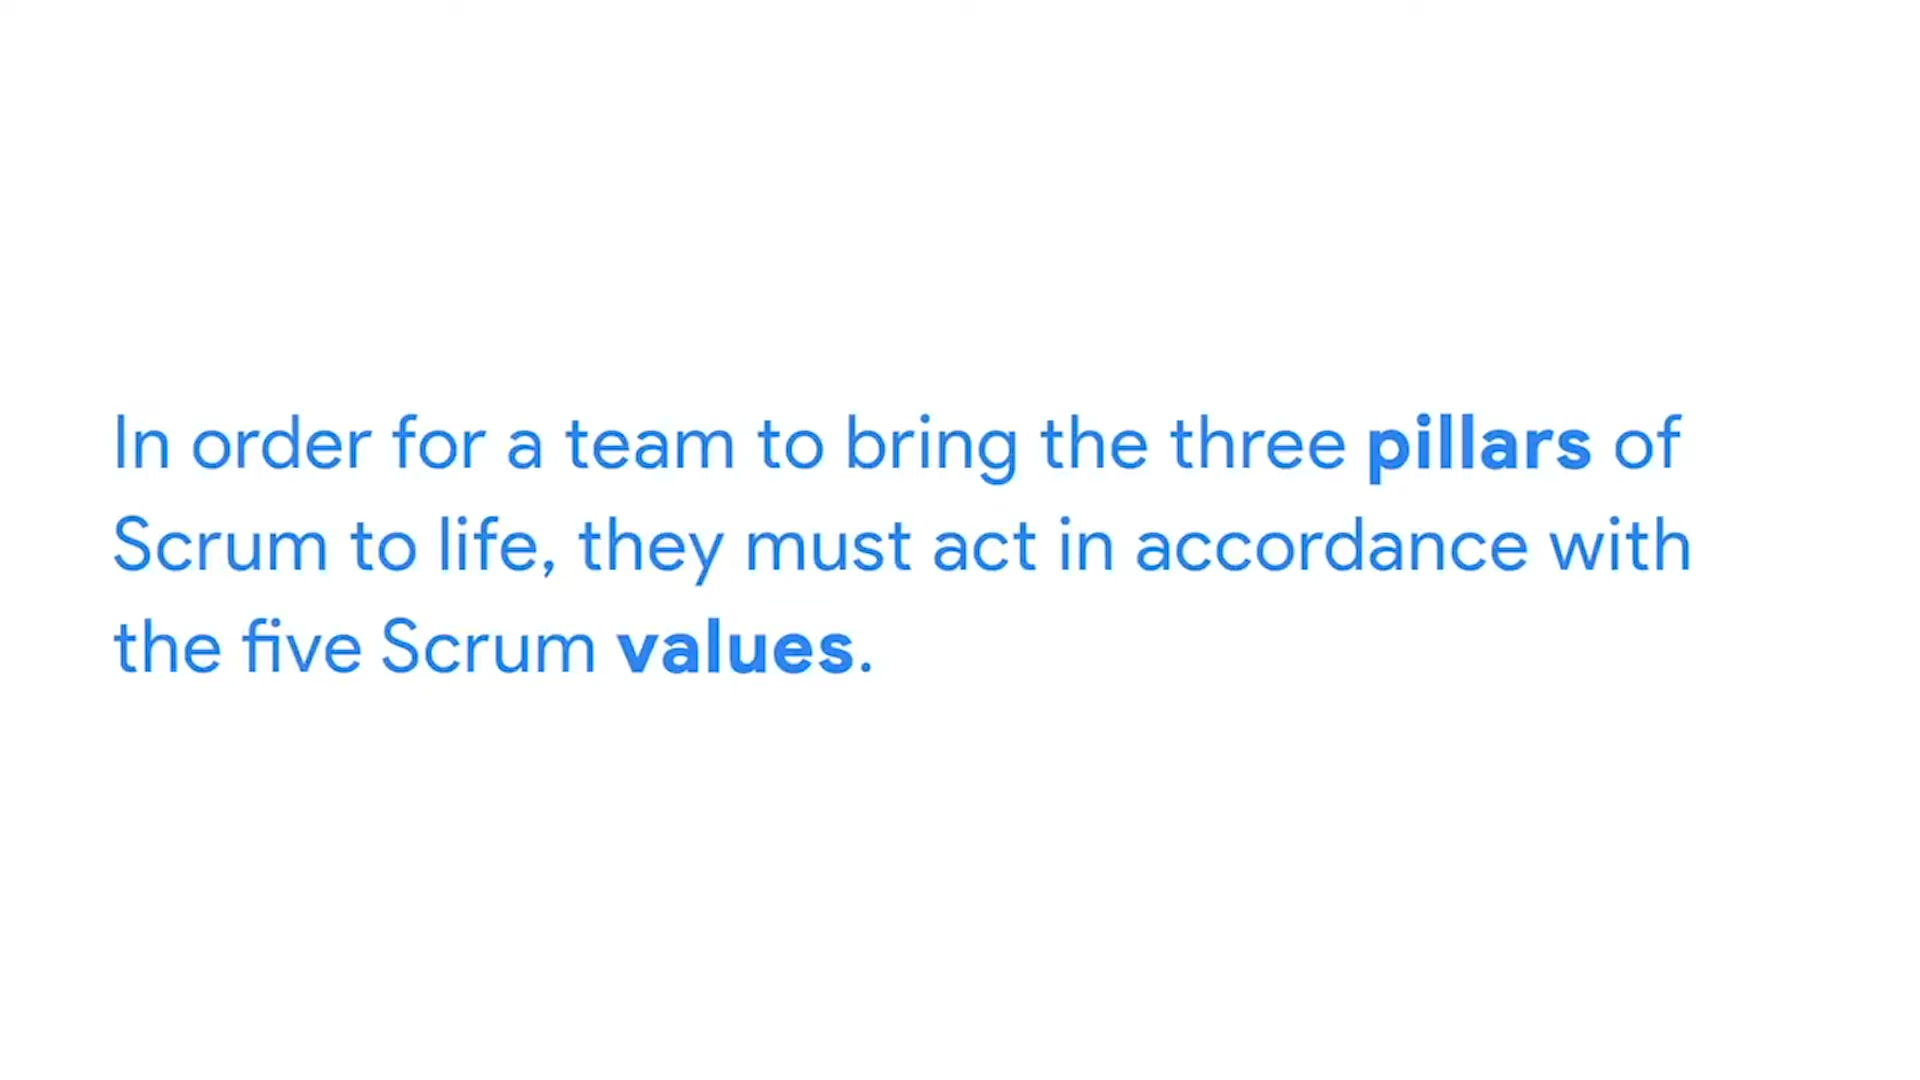 In order for a team to bring the three pillars of
Scrum to life, they must act in accordance with
the five Scrum values.